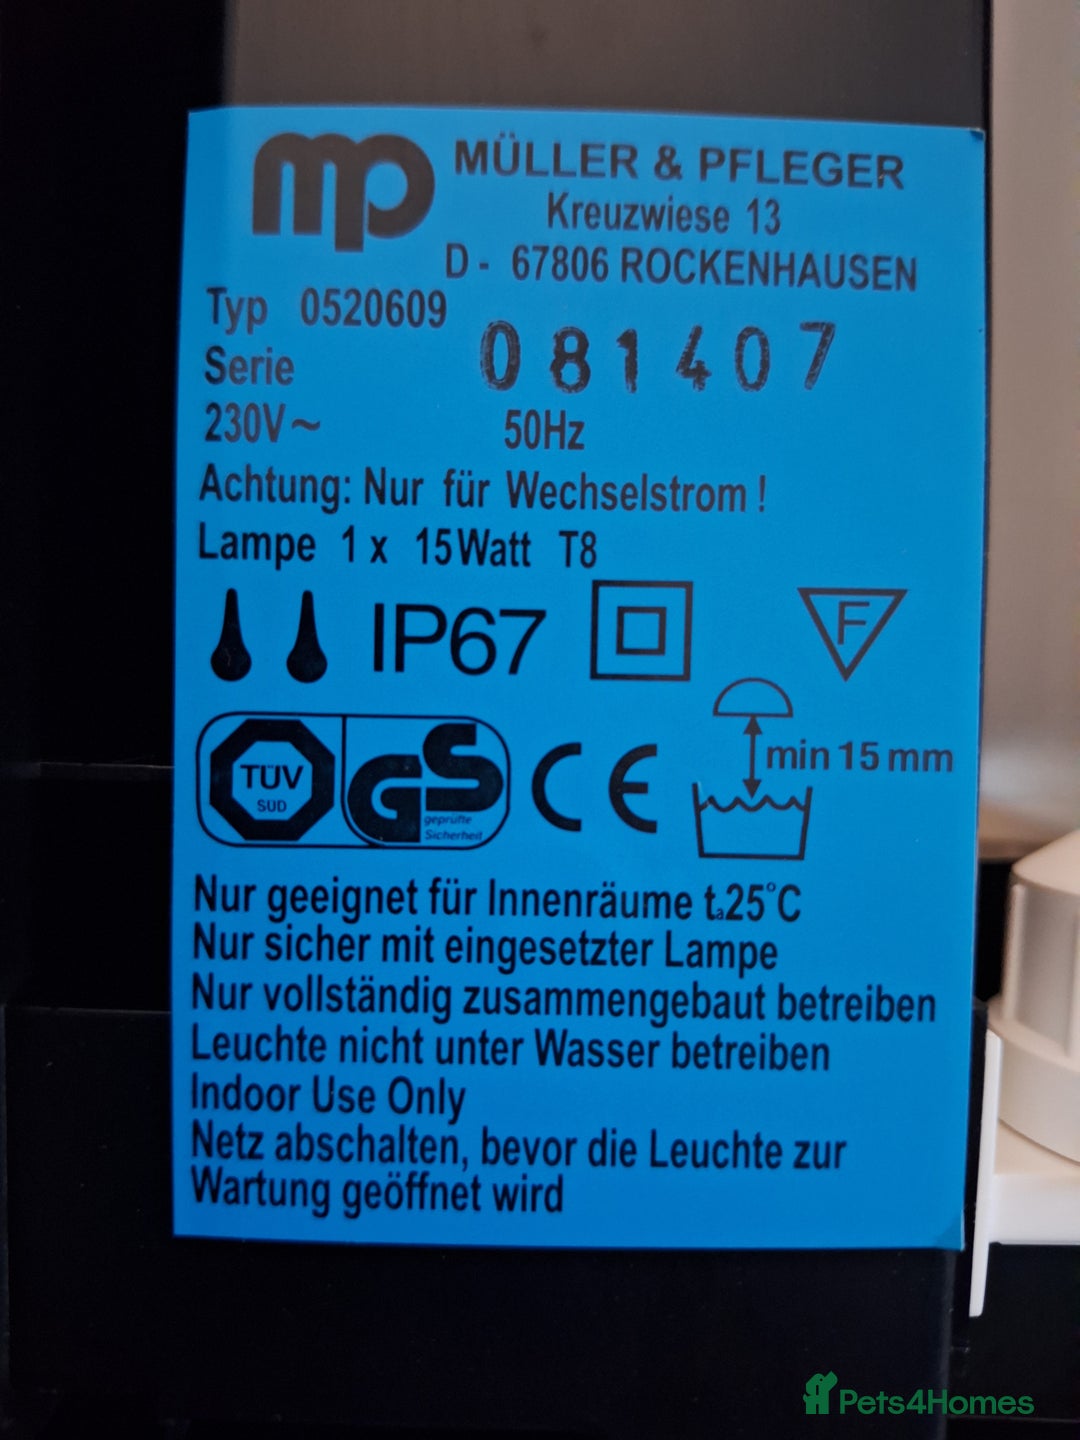 mp MÜLLER & PFLEGER
Kreuzwiese 13
D - 67806 ROCKENHAUSEN
Typ 0520609
Serie 081407
230V~ 50Hz
Achtung: Nur für Wechselstrom !
Lampe 1 x 15Watt T8
IP67 F
min 15 mm
TÜV
SÜD
GS
geprüfte
Sicherheit
CE
Nur geeignet für Innenräume ta25°C
Nur sicher mit eingesetzter Lampe
Nur vollständig zusammengebaut betreiben
Leuchte nicht unter Wasser betreiben
Indoor Use Only
Netz abschalten, bevor die Leuchte zur
Wartung geöffnet wird
Pets4Homes